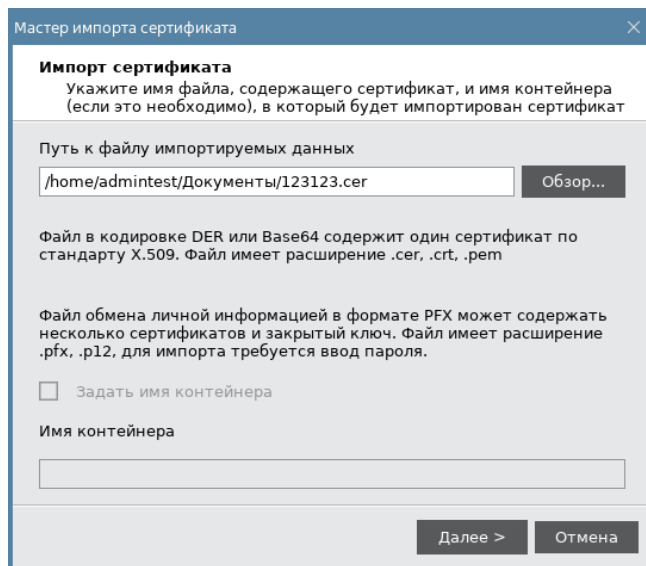 Мастер импорта сертификата
Импорт сертификата
Укажите имя файла, содержащего сертификат, и имя контейнера
(если это необходимо), в который будет импортирован сертификат
Путь к файлу импортируемых данных
/home/admintest/Документы/123123.cer
Обзор...
Файл в кодировке DER или Base64 содержит один сертификат по
стандарту X.509. Файл имеет расширение .cer, .crt, .pem
Файл обмена личной информацией в формате PFX может содержать
несколько сертификатов и закрытый ключ. Файл имеет расширение
.pfx, .p12, для импорта требуется ввод пароля.
Задать имя контейнера
Имя контейнера
Далее >
Отмена